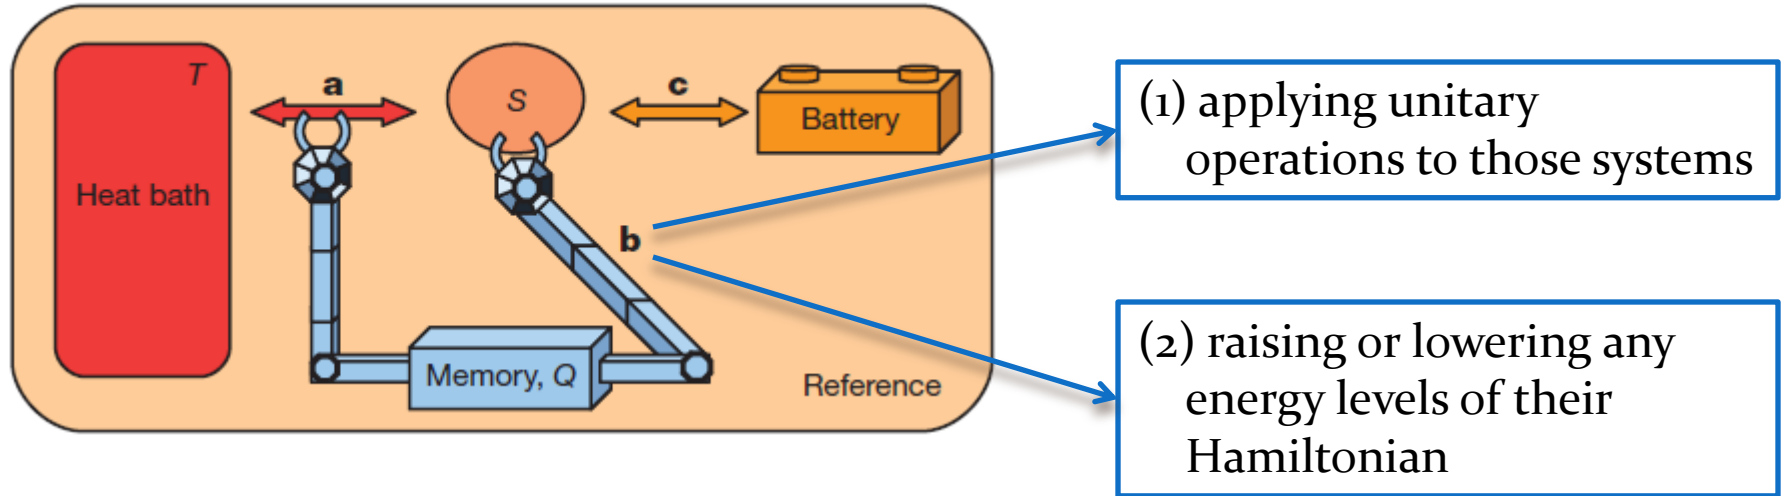 T
a
S
c
Battery
Heat bath
b
Memory, Q
Reference
(1) applying unitary
operations to those systems
(2) raising or lowering any
energy levels of their
Hamiltonian